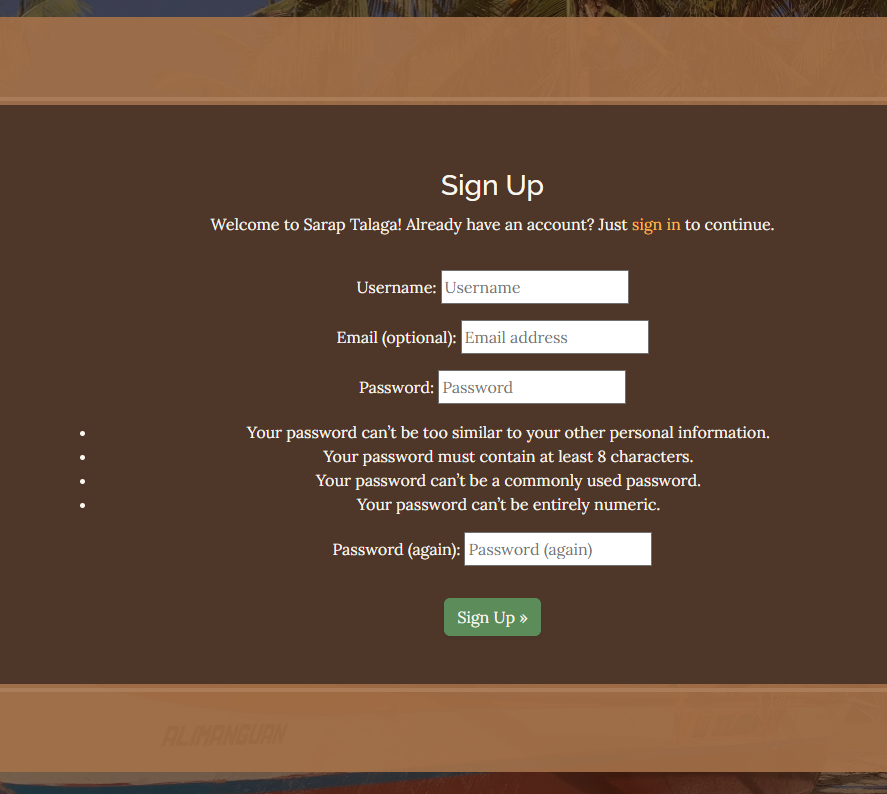 Sign Up
Welcome to Sarap Talaga! Already have an account? Just sign in to continue.
Username: Username
Email (optional): Email address
Password: Password
• Your password can’t be too similar to your other personal information.
• Your password must contain at least 8 characters.
• Your password can’t be a commonly used password.
• Your password can’t be entirely numeric.
Password (again): Password (again)
Sign Up »
ALIMANGUAN